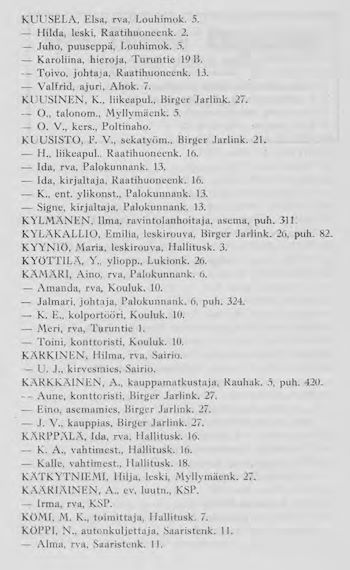 KUUSELA, Elsa, rva, Louhimok. 5.
— Hilda, leski, Raatihuoneenk. 2.
— Juho, puuseppä, Louhimok. 5.
— Karoliina, hieroja, Turuntie 19 B.
— Toivo, johtaja, Raatihuoneenk. 13.
— Valfrid, ajuri, Ahok. 7.
KUUSINEN, K., liikeapul., Birger Jarlink. 27.
— O., talonom., Myllymäenk. 5.
— O. V., kers., Poltinaho.
KUUSISTO, F. V., sekatyöm., Birger Jarlink. 21.
— H., liikeapul., Raatihuoneenk. 16.
— Ida, rva, Palokunnank. 13.
— Ida, kirjaltaja, Raatihuoneenk. 16.
— K., ent. ylikonst., Palokunnank. 13.
— Signe, kirjaltaja, Palokunnank. 13.
KYLMÄNEN, Ilma, ravintolanhoitaja, asema, puh. 311.
KYLÄKALLIO, Emilia, leskirouva, Birger Jarlink. 26, puh. 82.
KYYNIÖ, Maria, leskirouva, Hallitusk. 3.
KYÖTTILÄ, Y., yliopp., Lukionk. 26.
KÄMÄRI, Aino, rva, Palokunnank. 6.
— Amanda, rva, Kouluk. 10.
— Jalmari, johtaja, Palokunnank. 6, puh. 324.
— K. E., kolportööri, Kouluk. 10.
— Meri, rva, Turuntie 1.
— Toini, konttoristi, Kouluk. 10.
KÄRKINEN, Hilma, rva, Sairio.
— U. J., kirvesmies, Sairio.
KÄRKKÄINEN, A., kauppamatkustaja, Rauhak. 5, puh. 420.
— Aune, konttoristi, Birger Jarlink. 27.
— Eino, asemamies, Birger Jarlink. 27.
— J. V., kauppias, Birger Jarlink. 27.
KÄRPPÄLÄ, Ida, rva, Hallitusk. 16.
— K. A., vahtimest., Hallitusk. 16.
— Kalle, vahtimest., Hallitusk. 18.
KÄTKYTNIEMI, Hilja, leski, Myllymäenk. 27.
KÄÄRIÄINEN, A., ev. luutn., KSP.
— Irma, rva, KSP.
KÖMI, M. K., toimittaja, Hallitusk. 7.
KÖPPI, N., autonkuljettaja, Saaristenk. 11.
— Alma, rva, Saaristenk. 11.